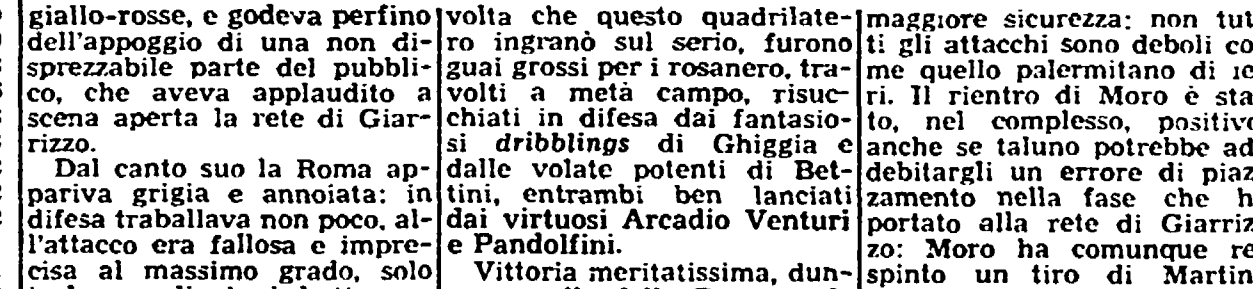 giallo-rosse, e godeva perfino
dell'appoggio di una non di-
sprezzabile parte del pubbli-
co, che aveva applaudito a
scena aperta la rete di Giar-
rizzo.
Dal canto suo la Roma ap-
pariva grigia e annoiata: in
difesa traballava non poco, al-
l'attacco era fallosa e impre-
cisa al massimo grado, solo
volta che questo quadrilate-
ro ingranò sul serio, furono
guai grossi per i rosanero, tra-
volti a metà campo, risuc-
chiati in difesa dai fantasio-
si dribblings di Ghiggia e
dalle volate potenti di Bet-
tini, entrambi ben lanciati
dai virtuosi Arcadio Venturi
e Pandolfini.
Vittoria meritatissima, dun-
maggiore sicurezza: non tut
ti gli attacchi sono deboli co
me quello palermitano di ie
ri. Il rientro di Moro è sta
to, nel complesso, positivo
anche se taluno potrebbe ad
debitargli un errore di piaz
zamento nella fase che h
portato alla rete di Giarriz
zo: Moro ha comunque re
spinto un tiro di Martin